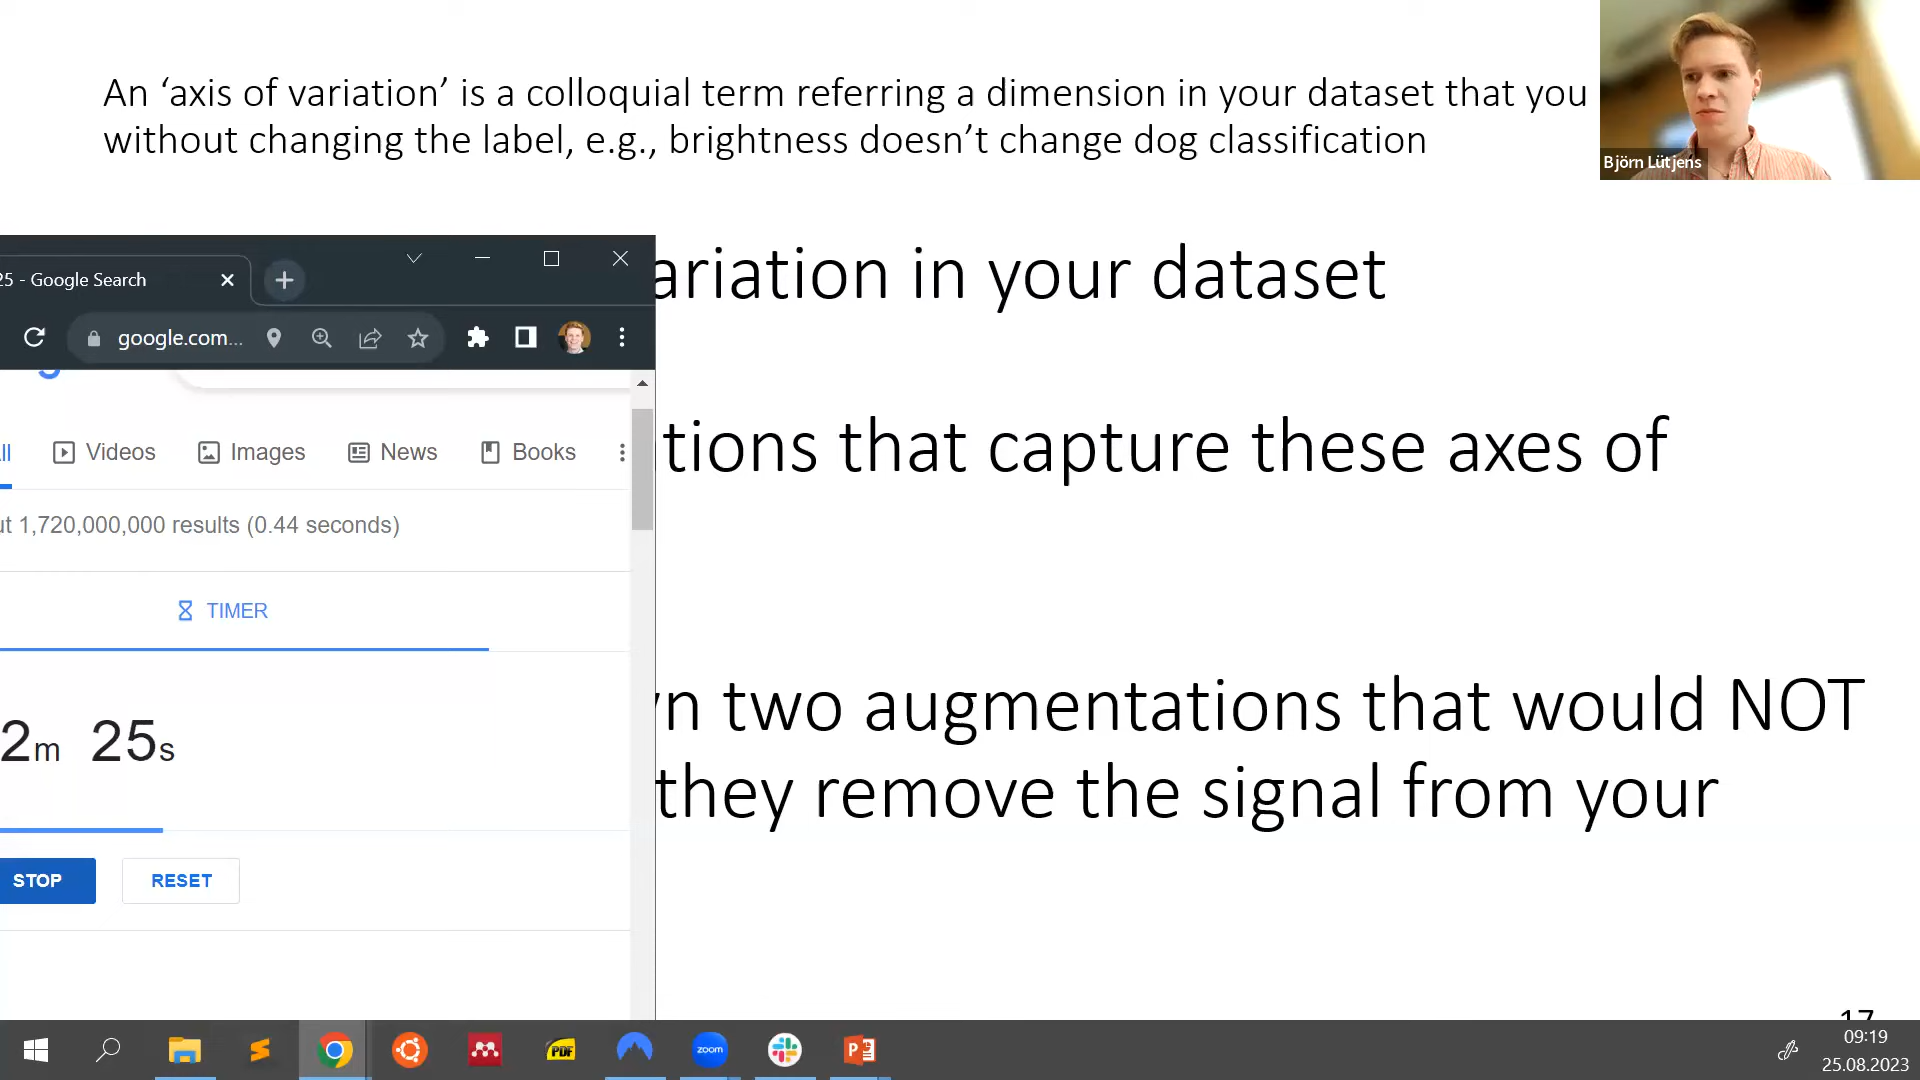 An ‘axis of variation’ is a colloquial term referring a dimension in your dataset that you
without changing the label, e.g., brightness doesn’t change dog classification
Björn Lütjens
ariation in your dataset
25 - Google Search
google.com...
tions that capture these axes of
Videos Images News Books
1,720,000,000 results (0.44 seconds)
TIMER
2m 25s
n two augmentations that would NOT
they remove the signal from your
STOP RESET
17
PDF
zoom
09:19
25.08.2023